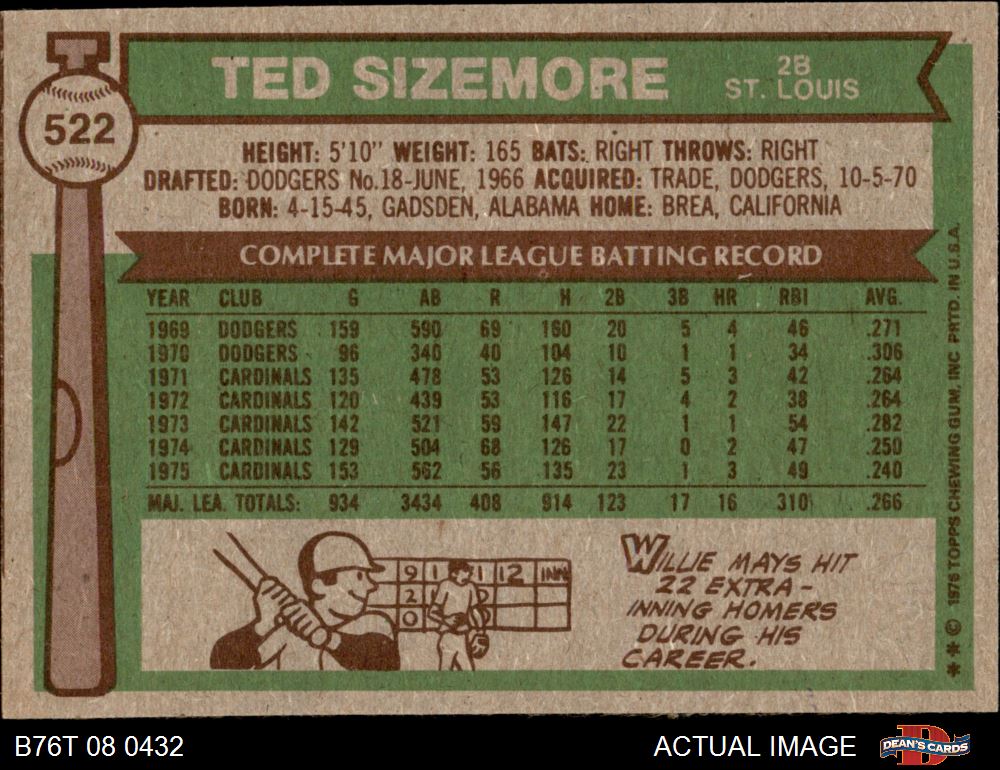 T
522
TED SIZEMORE
2B
ST. LOUIS
HEIGHT: 5'10" WEIGHT: 165 BATS: RIGHT THROWS: RIGHT
DRAFTED: DODGERS No.18-JUNE, 1966 ACQUIRED: TRADE, DODGERS, 10-5-70
BORN: 4-15-45, GADSDEN, ALABAMA HOME: BREA, CALIFORNIA
COMPLETE MAJOR LEAGUE BATTING RECORD
YEAR CLUB G AB R H 2B 3B HR RBI AVG.
1969 DODGERS 159 590 69 160 20 5 4 46 .271
1970 DODGERS 96 340 40 104 10 1 1 34 .306
1971 CARDINALS 135 478 53 126 14 5 3 42 .264
1972 CARDINALS 120 439 53 116 17 4 2 38 .264
1973 CARDINALS 142 521 59 147 22 1 1 54 .282
1974 CARDINALS 129 504 68 126 17 0 2 47 .250
1975 CARDINALS 153 562 56 135 23 1 3 49 .240
MAJ. LEA. TOTALS: 934 3434 408 914 123 17 16 310 .266
9 1 1 12 INN
2
0
WILLIE MAYS HIT
22 EXTRA-
INNING HOMERS
DURING HIS
CAREER.
** © 1976 TOPPS CHEWING GUM, INC PRTD. IN U.S.A.
B76T 08 0432
ACTUAL IMAGE
D
DEAN'S CARDS